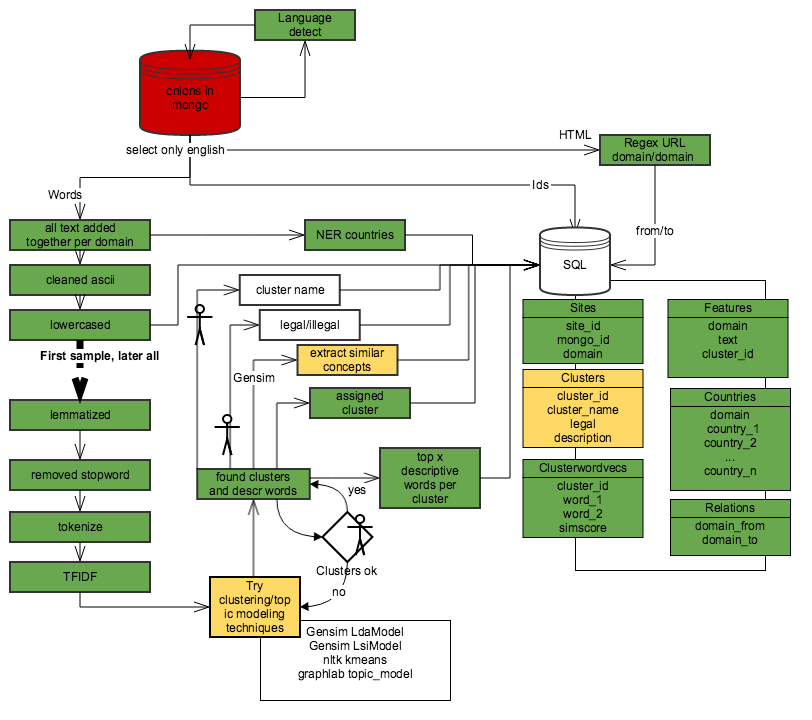 Language
detect
onions in
mongo
select only english
HTML
Regex URL
domain/domain
Ids
Words
all text added
together per domain
NER countries
from/to
SQL
cleaned ascii
cluster name
lowercased
legal/illegal
First sample, later all
extract similar
concepts
Gensim
assigned
cluster
lemmatized
removed stopword
found clusters
and descr words
yes
top x
descriptive
words per
cluster
tokenize
Clusters ok
TFIDF
no
Try
clustering/top
ic modeling
techniques
Gensim LdaModel
Gensim LsiModel
nltk kmeans
graphlab topic_model
Sites
site_id
mongo_id
domain
Features
domain
text
cluster_id
Clusters
cluster_id
cluster_name
legal
description
Countries
domain
country_1
country_2
...
country_n
Clusterwordvecs
cluster_id
word_1
word_2
simscore
Relations
domain_from
domain_to